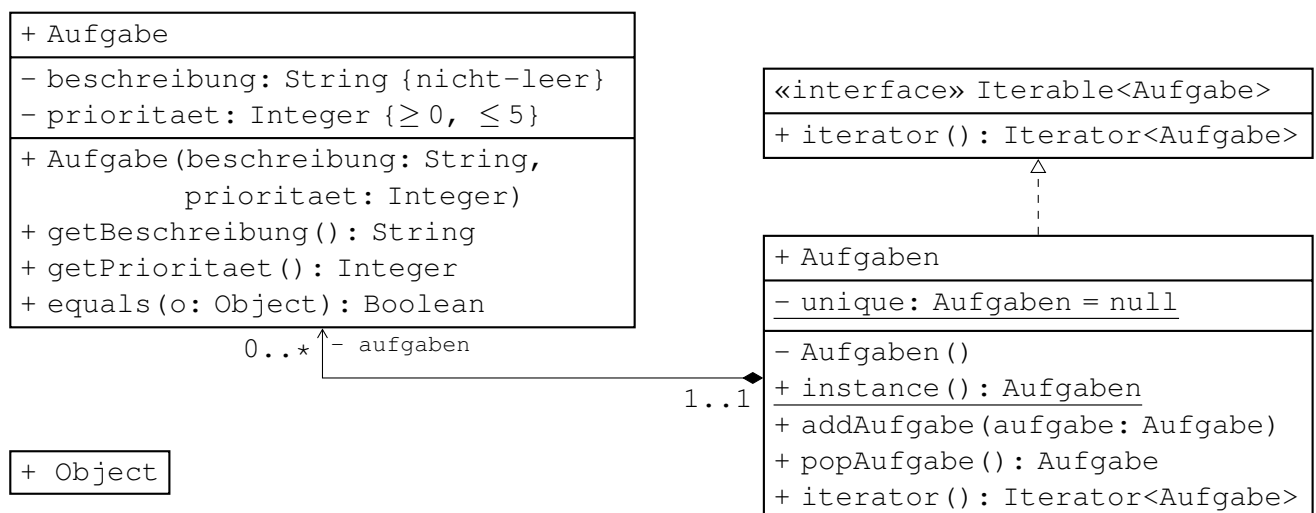 + Aufgabe
- beschreibung: String {nicht-leer}
- prioritaet: Integer {≥ 0, ≤ 5}
+ Aufgabe(beschreibung: String,
prioritaet: Integer)
+ getBeschreibung(): String
+ getPrioritaet(): Integer
+ equals(o: Object): Boolean
0..*
- aufgaben
1..1
+ Object
«interface» Iterable<Aufgabe>
+ iterator(): Iterator<Aufgabe>
+ Aufgaben
- unique: Aufgaben = null
- Aufgaben()
+ instance(): Aufgaben
+ addAufgabe(aufgabe: Aufgabe)
+ popAufgabe(): Aufgabe
+ iterator(): Iterator<Aufgabe>